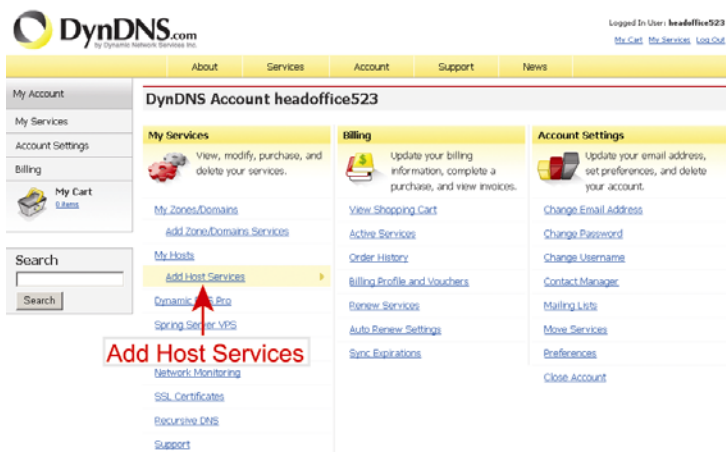 DynDNS.com
by Dynamic Network Services Inc.
Logged In User: headoffice523
My Cart My Services Log Out
About Services Account Support News
My Account
My Services
Account Settings
Billing
My Cart
0 items
Search
Search
DynDNS Account headoffice523
My Services
View, modify, purchase, and
delete your services.
My Zones/Domains
Add Zone/Domains Services
My Hosts
Add Host Services
Dynamic
Pro
Spring Server VPS
Add Host Services
Network Monitoring
SSL Certificates
Recursive DNS
Support
Billing
Update your billing
information, complete a
purchase, and view invoices.
View Shopping Cart
Active Services
Order History
Billing Profile and Vouchers
Renew Services
Auto Renew Settings
Sync Expirations
Account Settings
Update your email address,
set preferences, and delete
your account.
Change Email Address
Change Password
Change Username
Contact Manager
Mailing Lists
Move Services
Preferences
Close Account